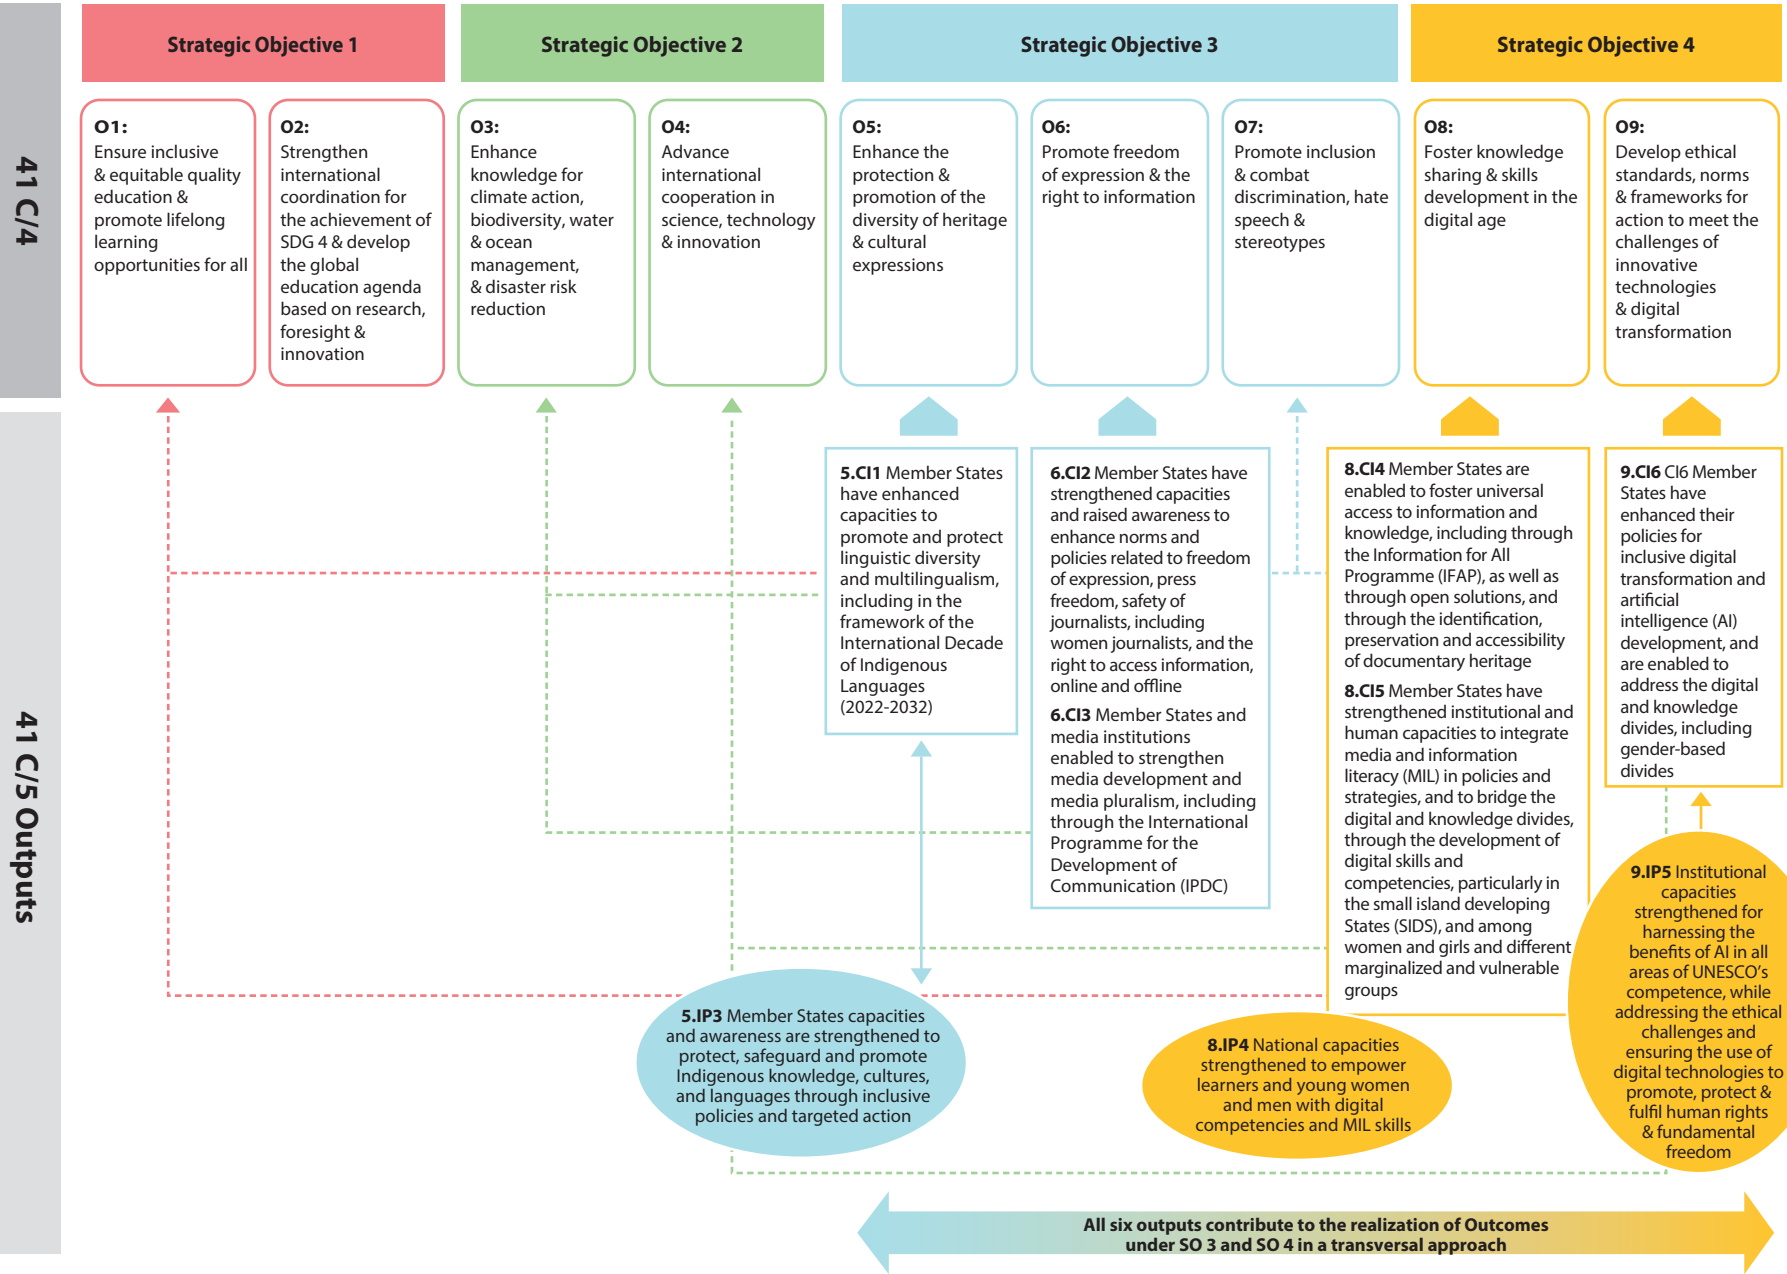 41 C/4
Strategic Objective 1
Strategic Objective 2
Strategic Objective 3
Strategic Objective 4
O1:
Ensure inclusive
& equitable quality
education &
promote lifelong
learning
opportunities for all
O2:
Strengthen
international
coordination for
the achievement of
SDG 4 & develop
the global
education agenda
based on research,
foresight &
innovation
O3:
Enhance
knowledge for
climate action,
biodiversity, water
& ocean
management,
& disaster risk
reduction
O4:
Advance
international
cooperation in
science, technology
& innovation
O5:
Enhance the
protection &
promotion of the
diversity of heritage
& cultural
expressions
O6:
Promote freedom
of expression & the
right to information
O7:
Promote inclusion
& combat
discrimination, hate
speech &
stereotypes
O8:
Foster knowledge
sharing & skills
development in the
digital age
O9:
Develop ethical
standards, norms
& frameworks for
action to meet the
challenges of
innovative
technologies
& digital
transformation
41 C/5 Outputs
5.CI1 Member States
have enhanced
capacities to
promote and protect
linguistic diversity
and multilingualism,
including in the
framework of the
International Decade
of Indigenous
Languages
(2022-2032)
6.CI2 Member States have
strengthened capacities
and raised awareness to
enhance norms and
policies related to freedom
of expression, press
freedom, safety of
journalists, including
women journalists, and the
right to access information,
online and offline
6.CI3 Member States and
media institutions
enabled to strengthen
media development and
media pluralism, including
through the International
Programme for the
Development of
Communication (IPDC)
8.CI4 Member States are
enabled to foster universal
access to information and
knowledge, including through
the Information for All
Programme (IFAP), as well as
through open solutions, and
through the identification,
preservation and accessibility
of documentary heritage
8.CI5 Member States have
strengthened institutional and
human capacities to integrate
media and information
literacy (MIL) in policies and
strategies, and to bridge the
digital and knowledge divides,
through the development of
digital skills and
competencies, particularly in
the small island developing
States (SIDS), and among
women and girls and different
marginalized and vulnerable
groups
9.CI6 CI6 Member
States have
enhanced their
policies for
inclusive digital
transformation and
artificial
intelligence (AI)
development, and
are enabled to
address the digital
and knowledge
divides, including
gender-based
divides
5.IP3 Member States capacities
and awareness are strengthened to
protect, safeguard and promote
Indigenous knowledge, cultures,
and languages through inclusive
policies and targeted action
8.IP4 National capacities
strengthened to empower
learners and young women
and men with digital
competencies and MIL skills
9.IP5 Institutional
capacities
strengthened for
harnessing the
benefits of AI in all
areas of UNESCO’s
competence, while
addressing the ethical
challenges and
ensuring the use of
digital technologies to
promote, protect &
fulfil human rights
& fundamental
freedom
All six outputs contribute to the realization of Outcomes
under SO 3 and SO 4 in a transversal approach